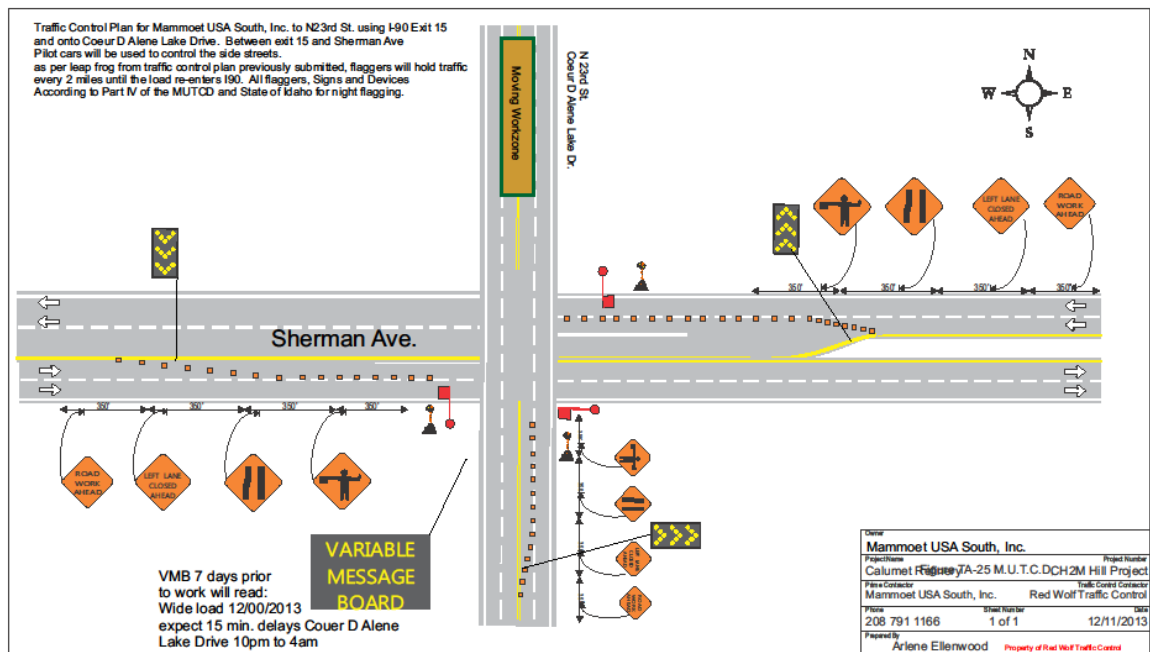 Traffic Control Plan for Mammoet USA South, Inc. to N23rd St. using I-90 Exit 15
and onto Coeur D Alene Lake Drive. Between exit 15 and Sherman Ave
Pilot cars will be used to control the side streets.
as per leap frog from traffic control plan previously submitted, flaggers will hold traffic
every 2 miles until the load re-enters I90. All flaggers, Signs and Devices
According to Part IV of the MUTCD and State of Idaho for night flagging.
Moving Workzone
N 23rd St.
Coeur D Alene Lake Dr.
N
W
E
S
LEFT LANE
CLOSED
AHEAD
ROAD
WORK
AHEAD
350'
350'
350'
350'
Sherman Ave.
350'
350'
350'
350'
ROAD
WORK
AHEAD
LEFT LANE
CLOSED
AHEAD
VARIABLE
MESSAGE
BOARD
VMB 7 days prior
to work will read:
Wide load 12/00/2013
expect 15 min. delays Couer D Alene
Lake Drive 10pm to 4am
Owner
Mammoet USA South, Inc.
Project Name
Project Number
Calumet Refinery
Figure TA-25 M.U.T.C.D
CH2M Hill Project
Prime Contractor
Traffic Control Contractor
Mammoet USA South, Inc.
Red Wolf Traffic Control
Phone
Sheet Number
Date
208 791 1166
1 of 1
12/11/2013
Prepared By
Arlene Ellenwood
Property of Red Wolf Traffic Control